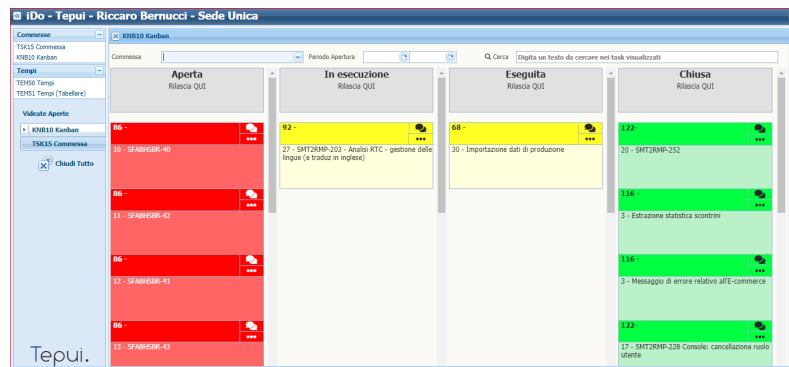 iDo - Tepui - Riccaro Bernucci - Sede Unica
Commesse
TSK15 Commessa
KNB10 Kanban
Tempi
TEM50 Tempi
TEM51 Tempi (Tabellare)
Videate Aperte
KNB10 Kanban
TSK15 Commessa
Chiudi Tutto
Tepui.
KNB10 Kanban
Commessa
Periodo Apertura
Cerca
Digita un testo da cercare nei task visualizzati
Aperta
Rilascia QUI
86 -
10 - SFABHSBR-40
86 -
11 - SFABHSBR-42
86 -
12 - SFABHSBR-41
86 -
13 - SFABHSBR-43
In esecuzione
Rilascia QUI
92 -
27 - SMT2RMP-203 - Analisi RTC - gestione delle
lingue (e traduz in inglese)
Eseguita
Rilascia QUI
68 -
30 - Importazione dati di produzione
Chiusa
Rilascia QUI
122-
20 - SMT2RMP-252
116 -
3 - Estrazione statistica scontrini
116 -
3 - Messaggio di errore relativo all'E-commerce
122-
17 - SMT2RMP-228 Console: cancellazione ruolo
utente